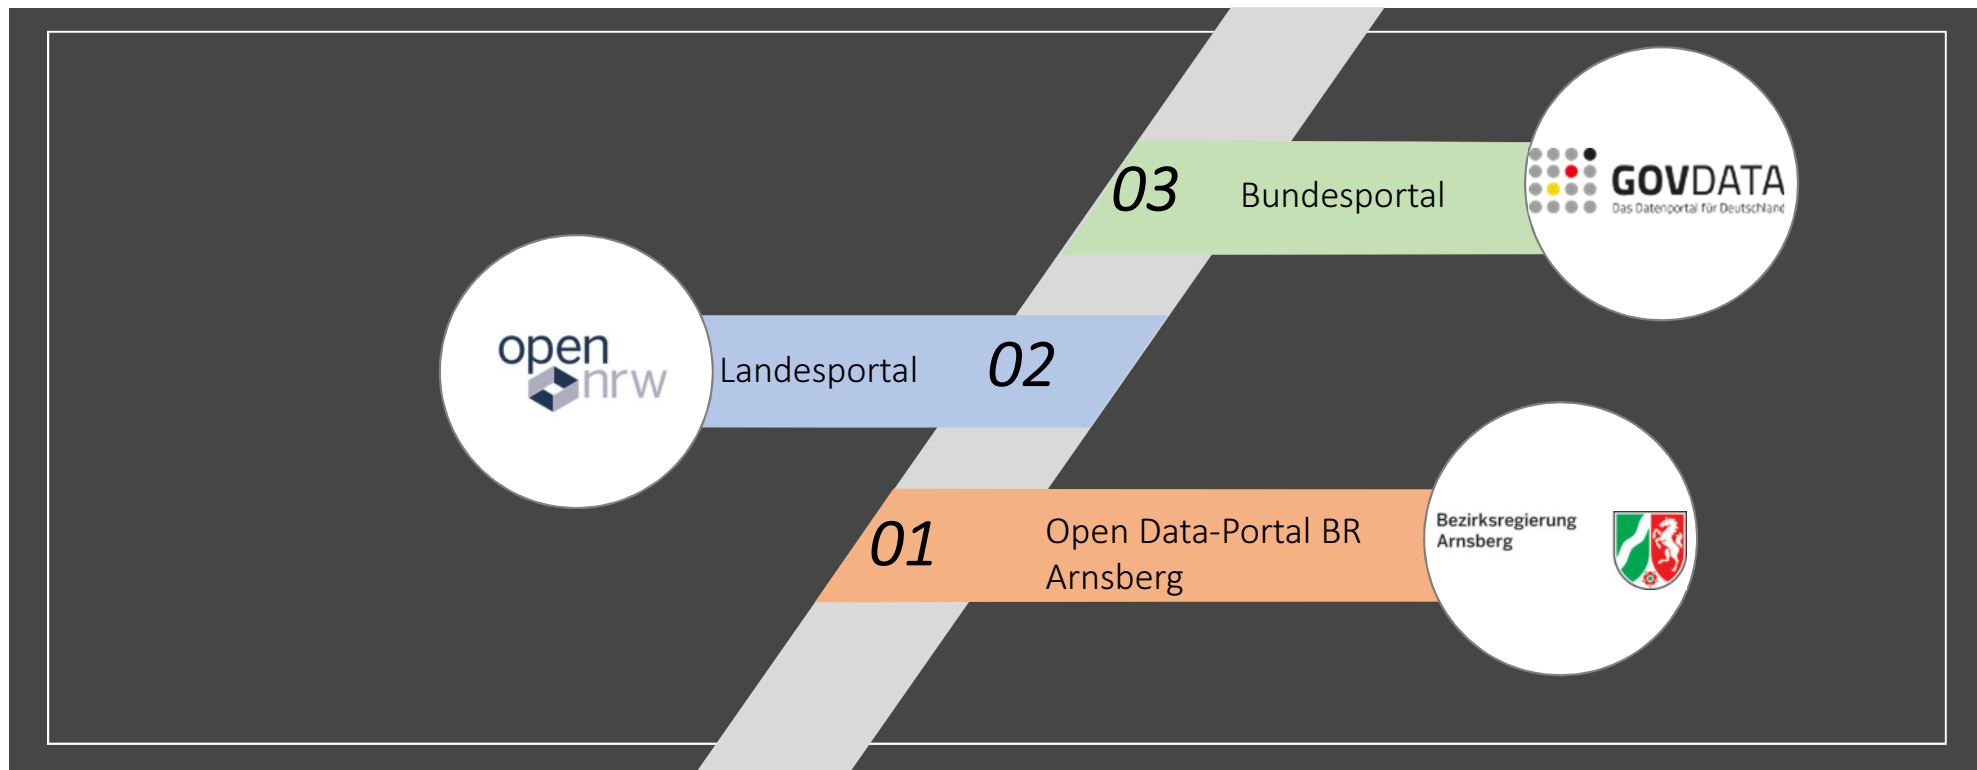 03
Bundesportal
GOVDATA
Das Datenportal für Deutschland
open
nrw
Landesportal
02
01
Open Data-Portal BR
Arnsberg
Bezirksregierung
Arnsberg